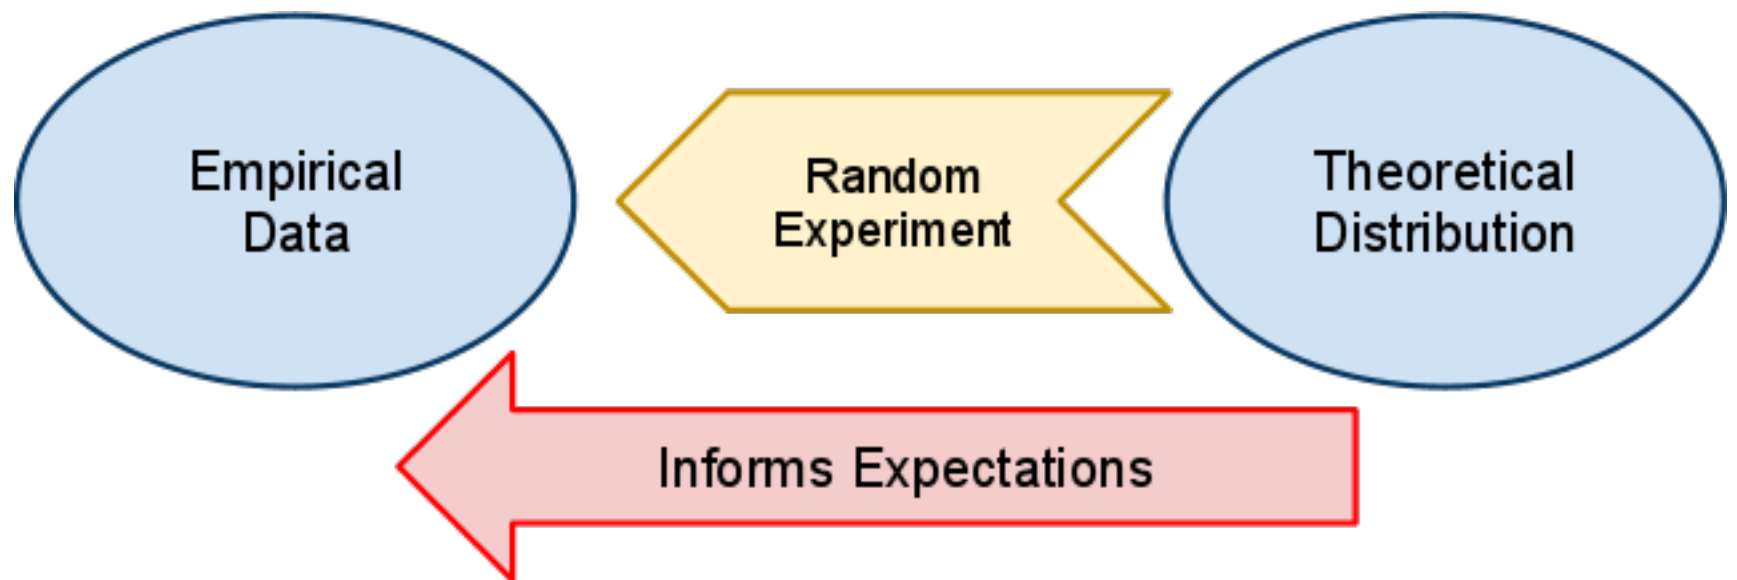 Empirical
Data
Random
Experiment
Theoretical
Distribution
Informs Expectations